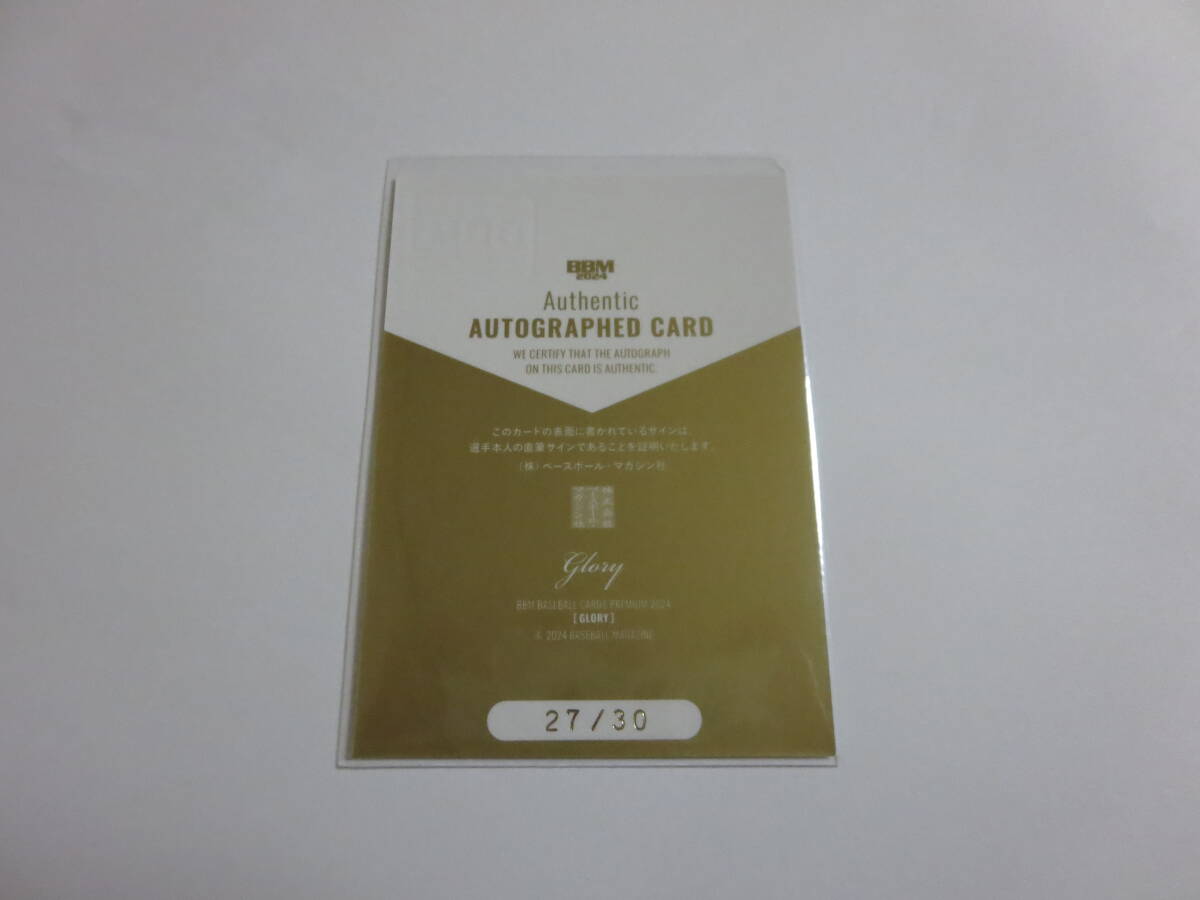 BBM
2024
Authentic
AUTOGRAPHED CARD
WE CERTIFY THAT THE AUTOGRAPH
ON THIS CARD IS AUTHENTIC.
このカードの表面に書かれているサインは、
選手本人の直筆サインであることを証明いたします。
(株)ベースボール・マガジン社
Glory
BBM BASEBALL CARDS PREMIUM 2024
[GLORY]
© 2024 BASEBALL MAGAZINE
27/30